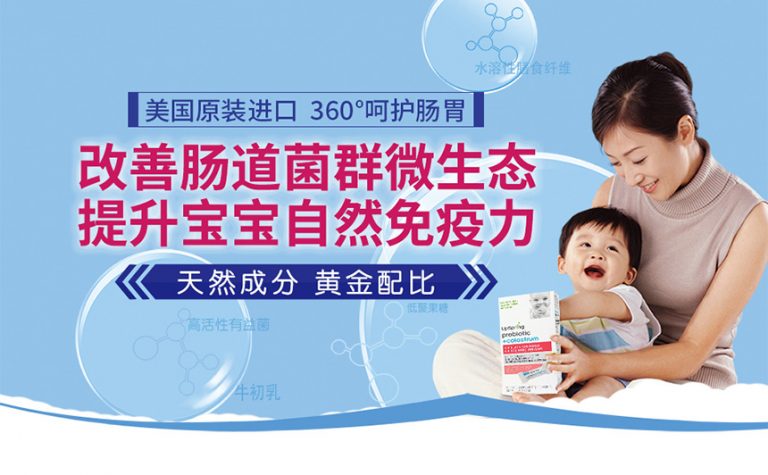 水溶性膳食纤维
美国原装进口 360°呵护肠胃
改善肠道菌群微生态
提升宝宝自然免疫力
天然成分 黄金配比
低聚果糖
高活性有益菌
牛初乳
upspring
probiotic
+colostrum